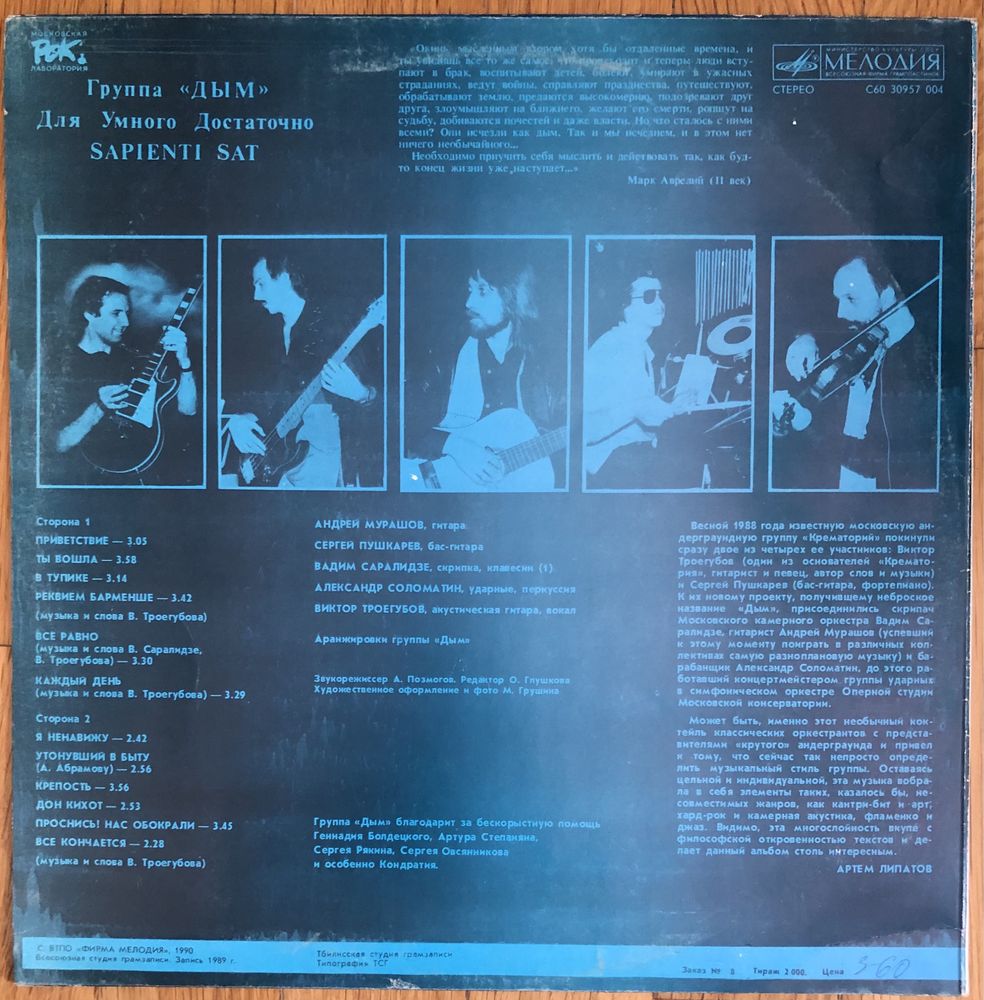 МОСКОВСКАЯ
РОК
ЛАБОРАТОРИЯ
Группа «ДЫМ»
Для Умного Достаточно
SAPIENTI SAT
«Окинь мысленным взором хотя бы отдаленные времена, и
ты увидишь все то же самое, что происходит и теперь: люди всту-
пают в брак, воспитывают детей, болеют, умирают в ужасных
страданиях, ведут войны, справляют празднества, путешествуют,
обрабатывают землю, предаются высокомерию, подозревают друг
друга, злоумышляют на ближнего, желают его смерти, ропщут на
судьбу, добиваются почестей и даже власти. Но что сталось с ними
всеми? Они исчезли как дым. Так и мы исчезнем, и в этом нет
ничего необычайного...
Необходимо приучить себя мыслить и действовать так, как буд-
то конец жизни уже наступает...»
Марк Аврелий (II век)
МИНИСТЕРСТВО КУЛЬТУРЫ СССР
МЕЛОДИЯ
ВСЕСОЮЗНАЯ ФИРМА ГРАМПЛАСТИНОК
СТЕРЕО С60 30957 004
Сторона 1
ПРИВЕТСТВИЕ — 3.05
ТЫ ВОШЛА — 3.58
В ТУПИКЕ — 3.14
РЕКВИЕМ БАРМЕНШЕ — 3.42
(музыка и слова В. Троегубова)
ВСЕ РАВНО
(музыка и слова В. Саралидзе,
В. Троегубова) — 3.30
КАЖДЫЙ ДЕНЬ
(музыка и слова В. Троегубова) — 3.29
Сторона 2
Я НЕНАВИЖУ — 2.42
УТОНУВШИЙ В БЫТУ
(А. Абрамову) — 2.56
КРЕПОСТЬ — 3.56
ДОН КИХОТ — 2.53
ПРОСНИСЬ! НАС ОБОКРАЛИ — 3.45
ВСЕ КОНЧАЕТСЯ — 2.28
(музыка и слова В. Троегубова)
АНДРЕЙ МУРАШОВ, гитара
СЕРГЕЙ ПУШКАРЕВ, бас-гитара
ВАДИМ САРАЛИДЗЕ, скрипка, клавесин (1)
АЛЕКСАНДР СОЛОМАТИН, ударные, перкуссия
ВИКТОР ТРОЕГУБОВ, акустическая гитара, вокал
Аранжировки группы «Дым»
Звукорежиссер А. Позмогов. Редактор О. Глушкова
Художественное оформление и фото М. Грушина
Группа «Дым» благодарит за бескорыстную помощь
Геннадия Болдецкого, Артура Степаняна,
Сергея Рякина, Сергея Овсянникова
и особенно Кондратия.
Весной 1988 года известную московскую ан-
деграундную группу «Крематорий» покинули
сразу двое из четырех ее участников: Виктор
Троегубов (один из основателей «Кремато-
рия», гитарист и певец, автор слов и музыки)
и Сергей Пушкарев (бас-гитара, фортепиано).
К их новому проекту, получившему неброское
название «Дым», присоединились скрипач
Московского камерного оркестра Вадим Са-
ралидзе, гитарист Андрей Мурашов (успевший
к этому моменту поиграть в различных кол-
лективах самую разноплановую музыку) и ба-
рабанщик Александр Соломатин, до этого ра-
ботавший концертмейстером группы ударных
в симфоническом оркестре Оперной студии
Московской консерватории.
Может быть, именно этот необычный кок-
тейль классических оркестрантов с предста-
вителями «крутого» андерграунда и привел
к тому, что сейчас так непросто опреде-
лить музыкальный стиль группы. Оставаясь
цельной и индивидуальной, эта музыка вобра-
ла в себя элементы таких, казалось бы, не-
совместимых жанров, как кантри-бит и арт,
хард-рок и камерная акустика, фламенко и
джаз. Видимо, эта многослойность вкупе с
философской откровенностью текстов и де-
лает данный альбом столь интересным.
АРТЕМ ЛИПАТОВ
С ВТПО «ФИРМА МЕЛОДИЯ», 1990
Всесоюзная студия грамзаписи. Запись 1989 г.
Тбилисская студия грамзаписи
Типография ТСГ
Заказ № 8 Тираж 2.000. Цена 3-60